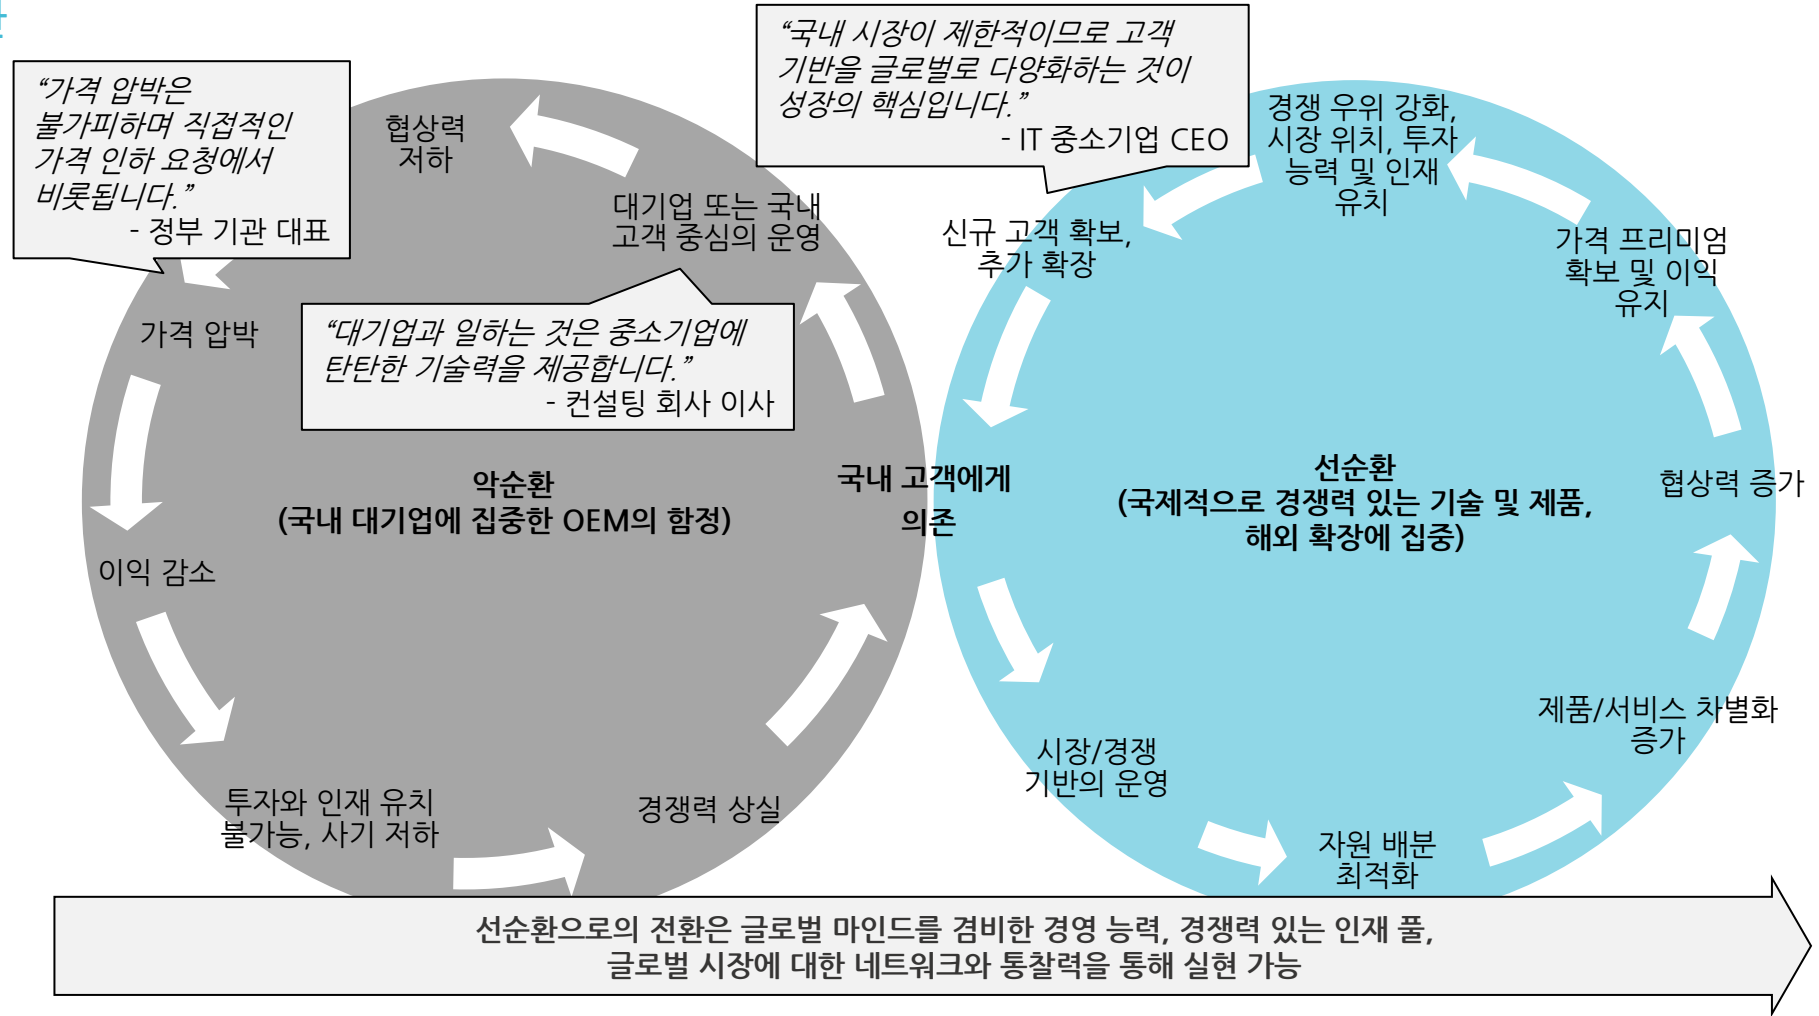 “국내 시장이 제한적이므로 고객
기반을 글로벌로 다양화하는 것이
성장의 핵심입니다.”
- IT 중소기업 CEO
“가격 압박은
불가피하며 직접적인
가격 인하 요청에서
비롯됩니다.”
- 정부 기관 대표
협상력
저하
대기업 또는 국내
고객 중심의 운영
“대기업과 일하는 것은 중소기업에
탄탄한 기술력을 제공합니다.”
- 컨설팅 회사 이사
가격 압박
악순환
(국내 대기업에 집중한 OEM의 함정)
이익 감소
투자와 인재 유치
불가능, 사기 저하
경쟁력 상실
국내 고객에게
의존
경쟁 우위 강화,
시장 위치, 투자
능력 및 인재
유치
신규 고객 확보,
추가 확장
가격 프리미엄
확보 및 이익
유지
선순환
(국제적으로 경쟁력 있는 기술 및 제품,
해외 확장에 집중)
협상력 증가
제품/서비스 차별화
증가
시장/경쟁
기반의 운영
자원 배분
최적화
선순환으로의 전환은 글로벌 마인드를 겸비한 경영 능력, 경쟁력 있는 인재 풀,
글로벌 시장에 대한 네트워크와 통찰력을 통해 실현 가능